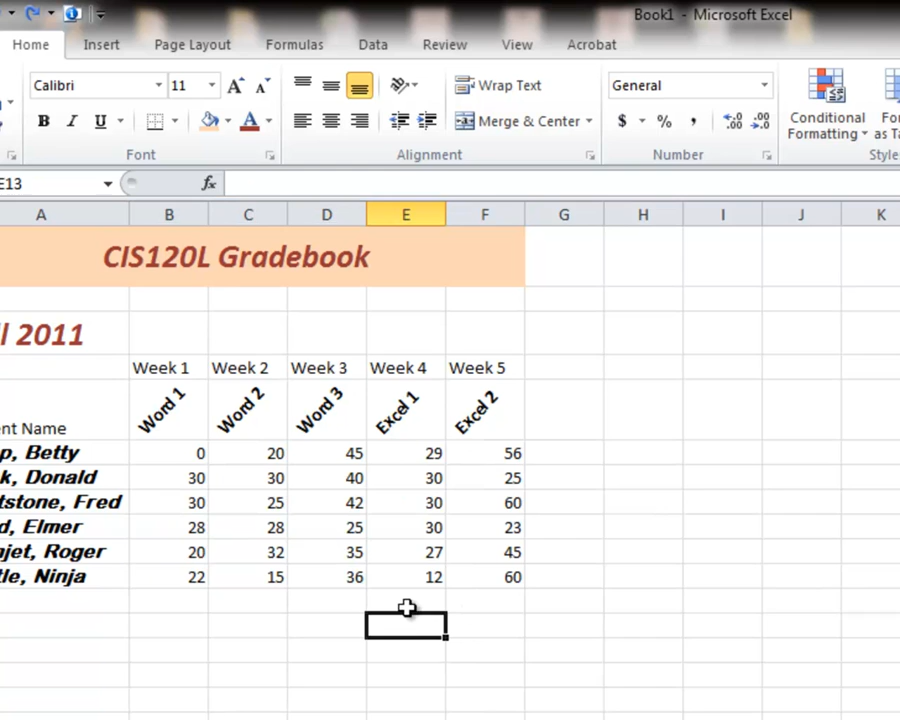 Book1 - Microsoft Excel
Home Insert Page Layout Formulas Data Review View Acrobat
Calibri 11 A A Wrap Text General
B I U A Merge & Center $ % , .00 .00 Conditional Formatting
Font Alignment Number
E13 fx
A B C D E F G H I J K
CIS120L Gradebook
l 2011
Week 1 Week 2 Week 3 Week 4 Week 5
ent Name Word 1 Word 2 Word 3 Excel 1 Excel 2
p, Betty 0 20 45 29 56
k, Donald 30 30 40 30 25
tstone, Fred 30 25 42 30 60
d, Elmer 28 28 25 30 23
njet, Roger 20 32 35 27 45
tle, Ninja 22 15 36 12 60